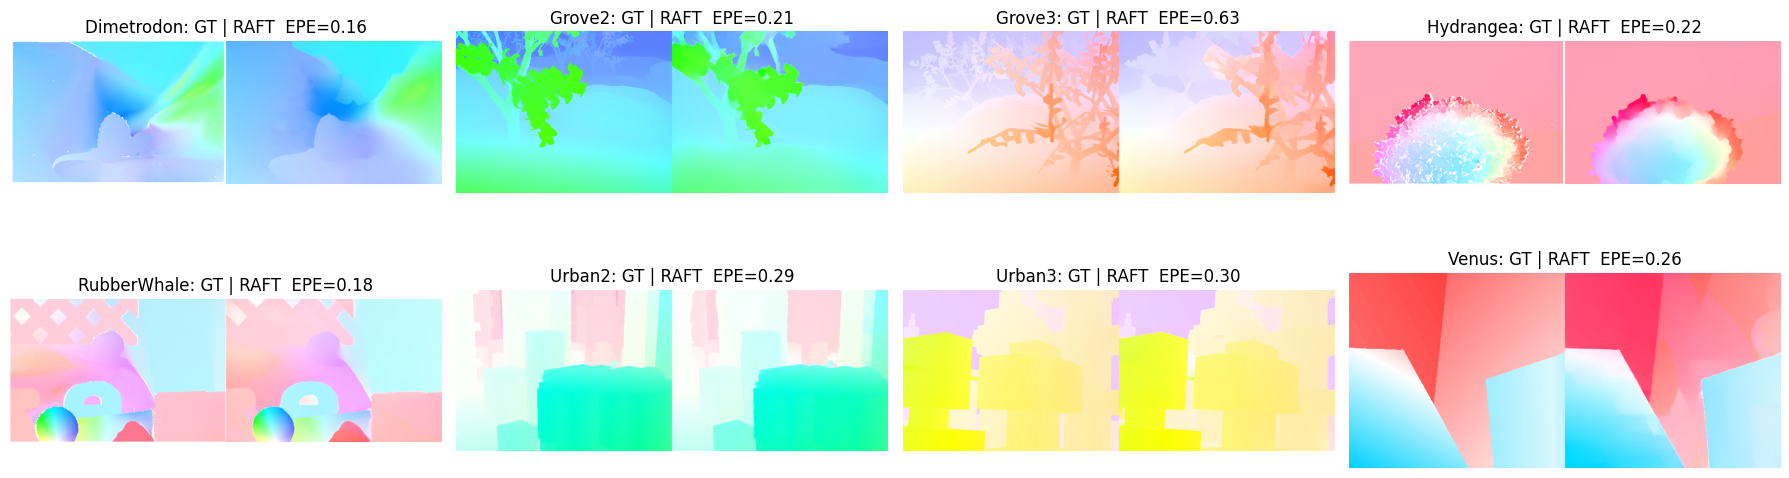 Dimetrodon: GT | RAFT  EPE=0.16
Grove2: GT | RAFT  EPE=0.21
Grove3: GT | RAFT  EPE=0.63
Hydrangea: GT | RAFT  EPE=0.22
RubberWhale: GT | RAFT  EPE=0.18
Urban2: GT | RAFT  EPE=0.29
Urban3: GT | RAFT  EPE=0.30
Venus: GT | RAFT  EPE=0.26